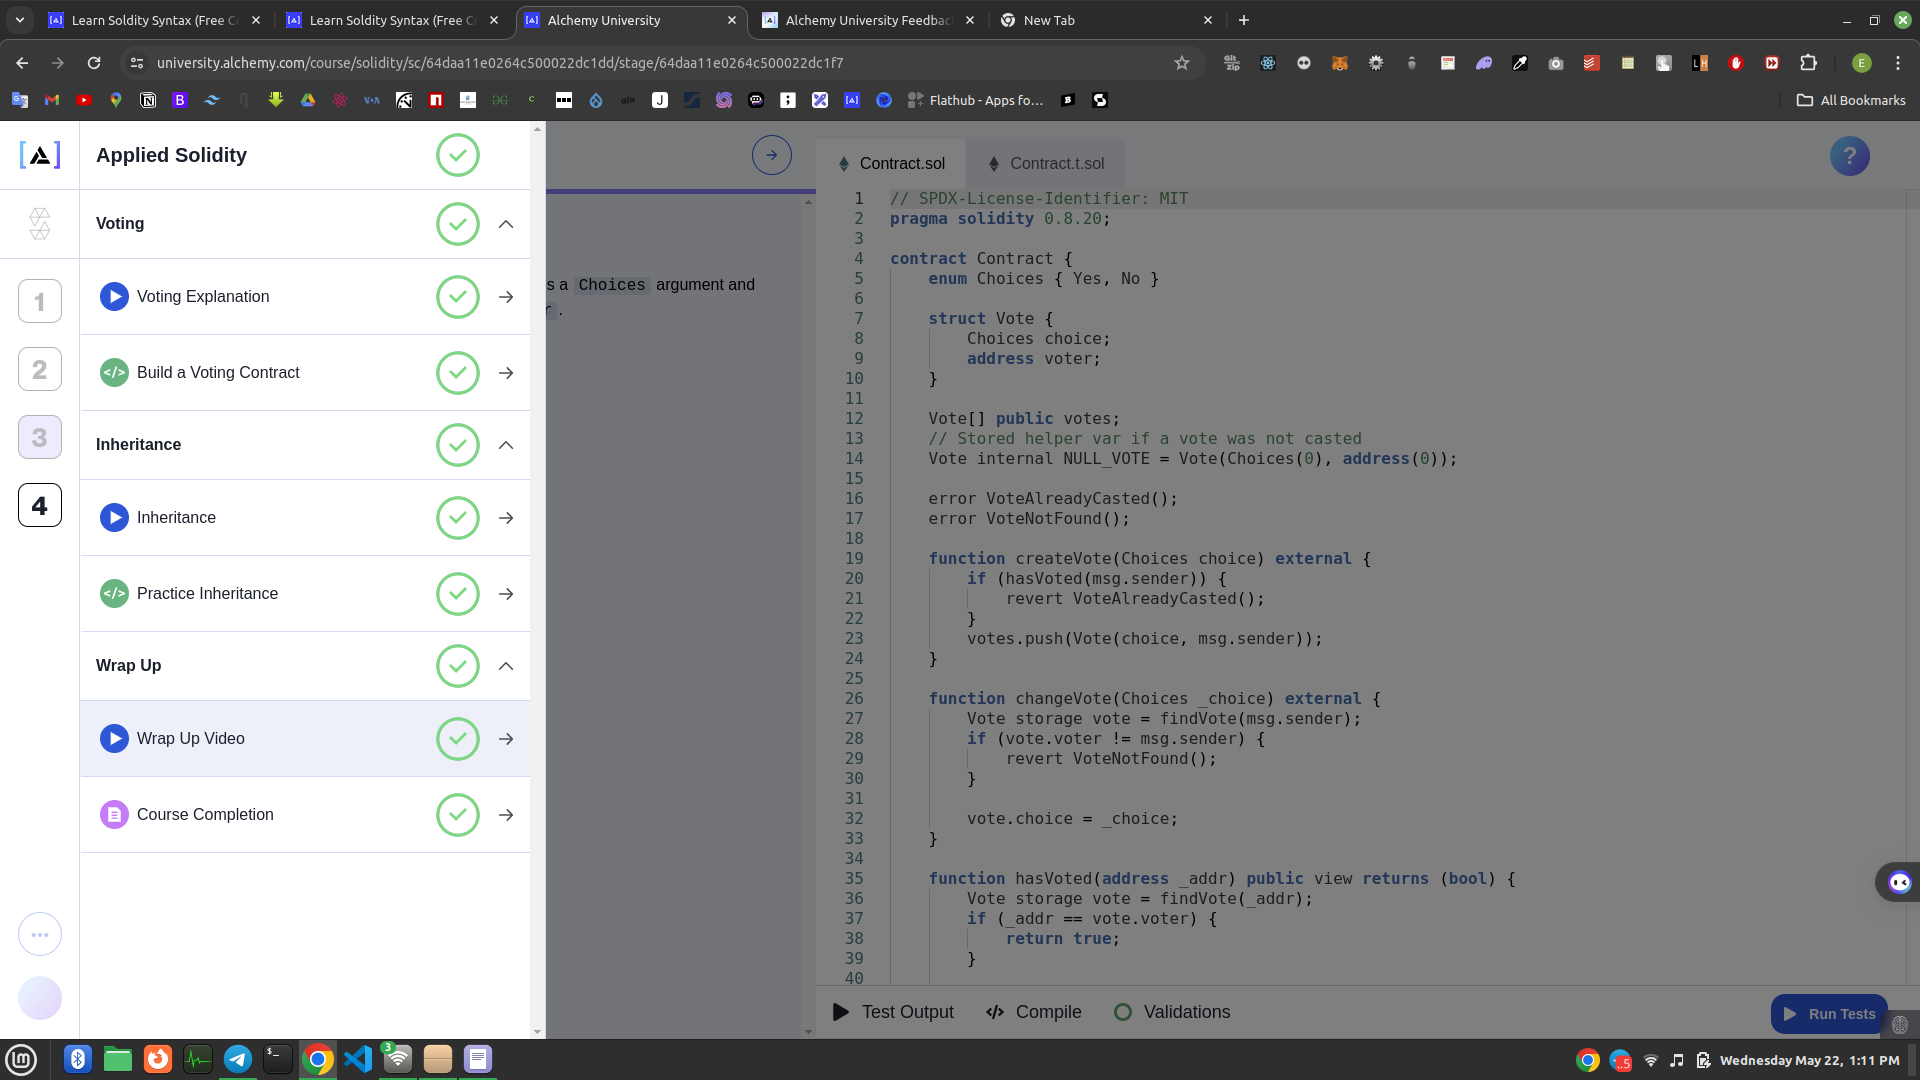 Learn Soldity Syntax (Free C
Learn Soldity Syntax (Free C
Alchemy University
Alchemy University Feedbac
New Tab
university.alchemy.com/course/solidity/sc/64daa11e0264c500022dc1dd/stage/64daa11e0264c500022dc1f7
Flathub - Apps fo...
All Bookmarks
Applied Solidity
Voting
Voting Explanation
Build a Voting Contract
Inheritance
Inheritance
Practice Inheritance
Wrap Up
Wrap Up Video
Course Completion
1
2
3
4
s a Choices argument and
r.
Contract.sol
Contract.t.sol
?
1 // SPDX-License-Identifier: MIT
2 pragma solidity 0.8.20;
3
4 contract Contract {
5 enum Choices { Yes, No }
6
7 struct Vote {
8 Choices choice;
9 address voter;
10 }
11
12 Vote[] public votes;
13 // Stored helper var if a vote was not casted
14 Vote internal NULL_VOTE = Vote(Choices(0), address(0));
15
16 error VoteAlreadyCasted();
17 error VoteNotFound();
18
19 function createVote(Choices choice) external {
20 if (hasVoted(msg.sender)) {
21 revert VoteAlreadyCasted();
22 }
23 votes.push(Vote(choice, msg.sender));
24 }
25
26 function changeVote(Choices _choice) external {
27 Vote storage vote = findVote(msg.sender);
28 if (vote.voter != msg.sender) {
29 revert VoteNotFound();
30 }
31
32 vote.choice = _choice;
33 }
34
35 function hasVoted(address _addr) public view returns (bool) {
36 Vote storage vote = findVote(_addr);
37 if (_addr == vote.voter) {
38 return true;
39 }
40
Test Output
Compile
Validations
Run Tests
3
Wednesday May 22, 1:11 PM